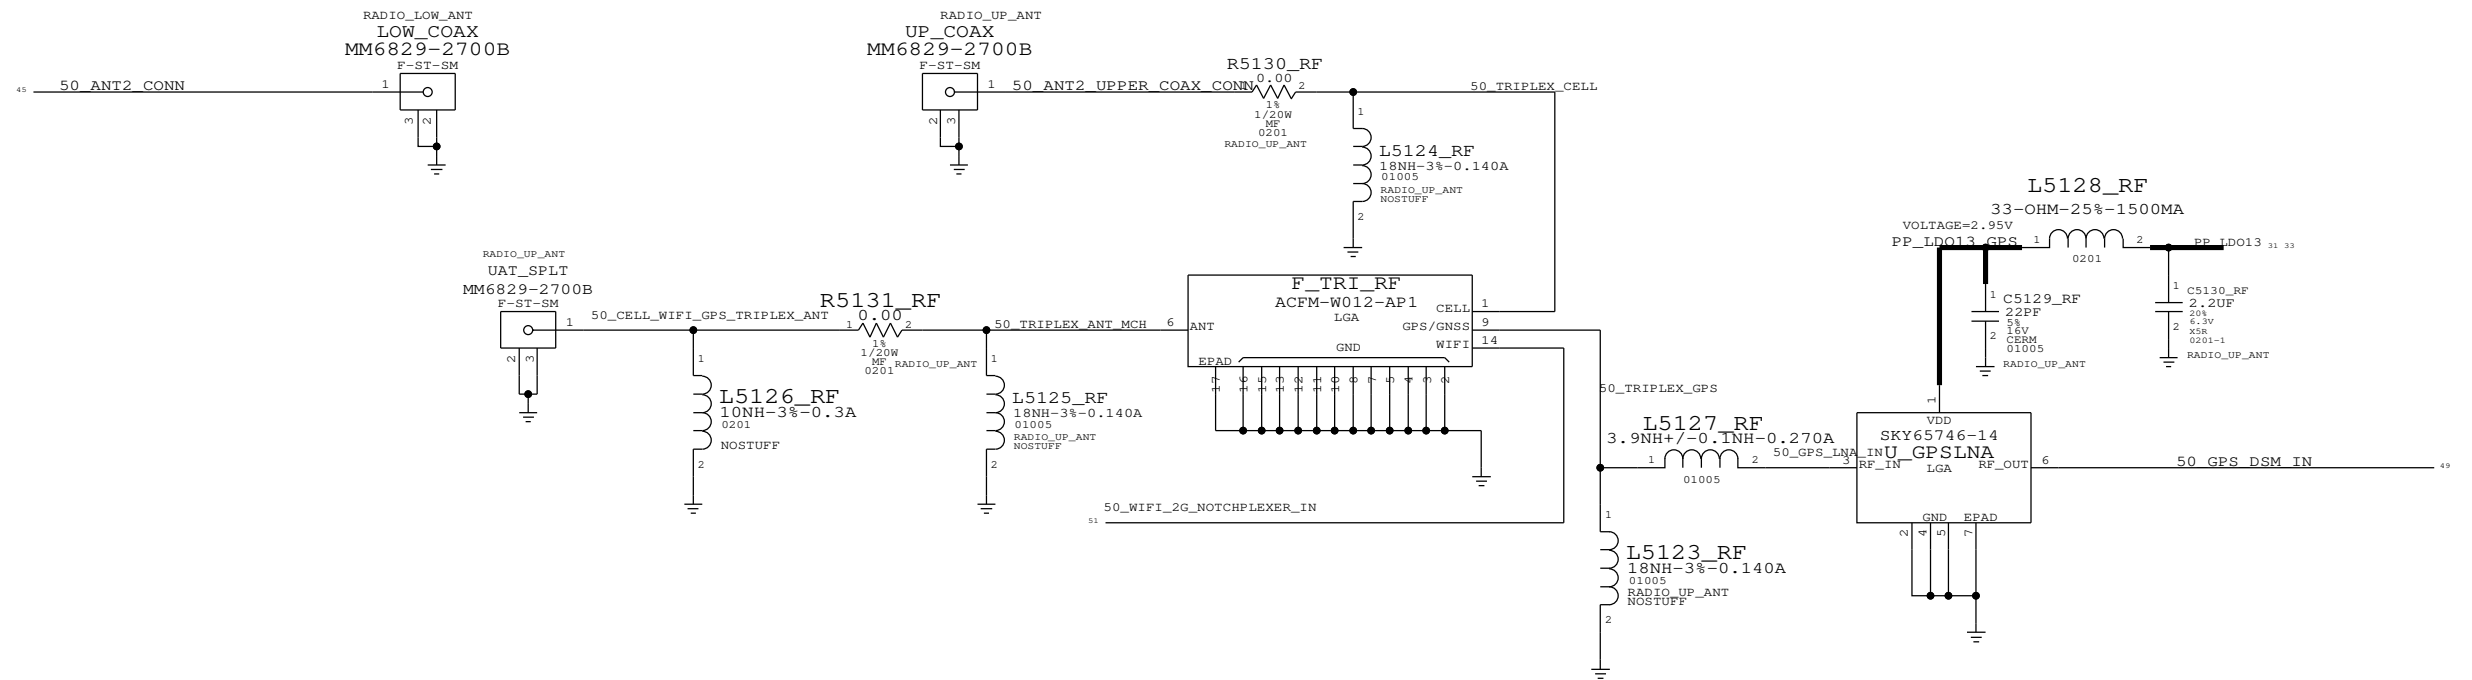 RADIO_LOW_ANT
LOW_COAX
MM6829-2700B
F-ST-SM
45
50_ANT2_CONN
1
3
2
RADIO_UP_ANT
UP_COAX
MM6829-2700B
F-ST-SM
1
2
3
50_ANT2_UPPER_COAX_CONN
R5130_RF
0.00
1
2
1%
1/20W
MF
0201
RADIO_UP_ANT
50_TRIPLEX_CELL
1
L5124_RF
18NH-3%-0.140A
01005
RADIO_UP_ANT
NOSTUFF
2
L5128_RF
33-OHM-25%-1500MA
VOLTAGE=2.95V
PP_LDO13_GPS
1
2
0201
PP_LDO13
31 33
1
C5129_RF
22PF
5%
16V
CERM
01005
2
RADIO_UP_ANT
1
C5130_RF
2.2UF
20%
6.3V
X5R
0201-1
2
RADIO_UP_ANT
RADIO_UP_ANT
UAT_SPLT
MM6829-2700B
F-ST-SM
1
2
3
50_CELL_WIFI_GPS_TRIPLEX_ANT
R5131_RF
0.00
1
2
1%
1/20W
MF
0201
RADIO_UP_ANT
50_TRIPLEX_ANT_MCH
6
1
L5126_RF
10NH-3%-0.3A
0201
NOSTUFF
2
1
L5125_RF
18NH-3%-0.140A
01005
RADIO_UP_ANT
NOSTUFF
2
F_TRI_RF
ACFM-W012-AP1
LGA
ANT
CELL
1
GPS/GNSS
9
WIFI
14
GND
EPAD
17
16
15
13
12
11
10
8
7
5
4
3
2
50_TRIPLEX_GPS
51
50_WIFI_2G_NOTCHPLEXER_IN
L5127_RF
3.9NH+/-0.1NH-0.270A
1
2
01005
50_GPS_LNA_IN
3
1
VDD
SKY65746-14
U_GPSLNA
LGA
RF_IN
RF_OUT
6
GND
EPAD
2
4
5
7
50_GPS_DSM_IN
49
1
L5123_RF
18NH-3%-0.140A
01005
RADIO_UP_ANT
NOSTUFF
2